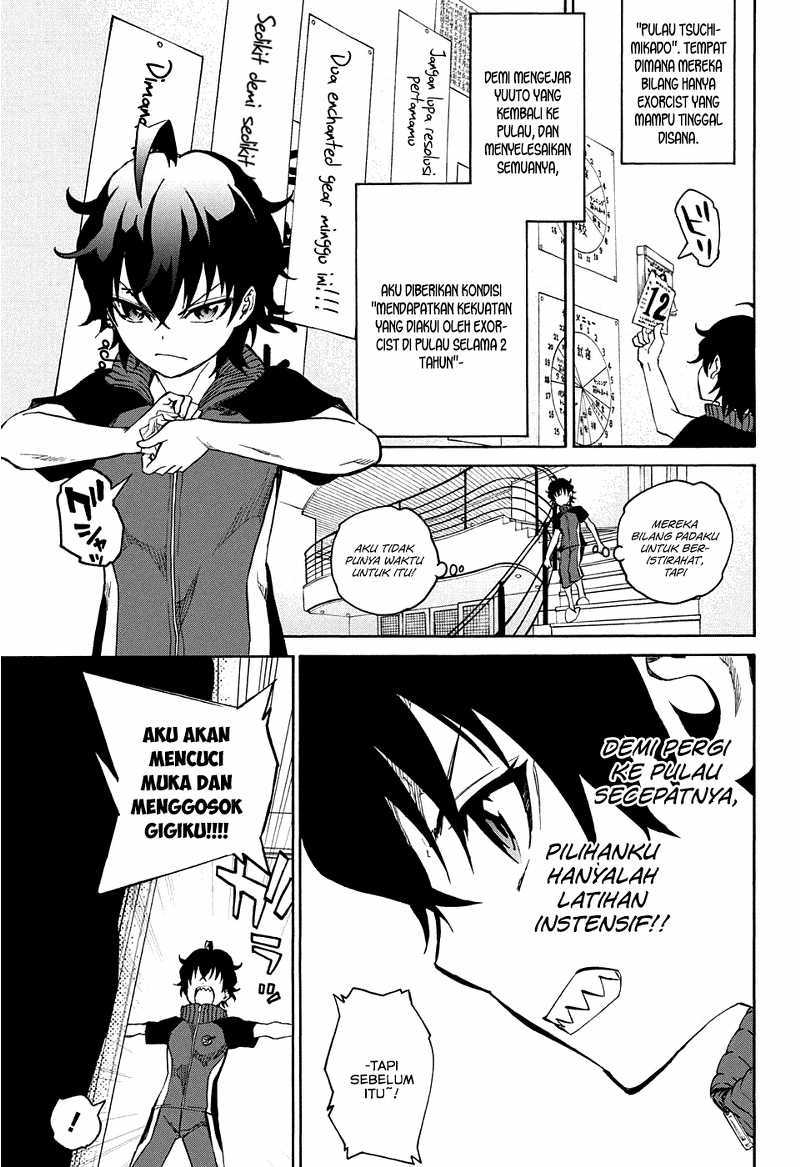 "PULAU TSUCHI-
MIKADO". TEMPAT
DIMANA MEREKA
BILANG HANYA
EXORCIST YANG
MAMPU TINGGAL
DISANA.
DEMI MENGEJAR
YUUTO YANG
KEMBALI KE
PULAU, DAN
MENYELESAIKAN
SEMUANYA,
12
AKU DIBERIKAN KONDISI
"MENDAPATKAN KEKUATAN
YANG DIAKUI OLEH EXOR-
CIST DI PULAU SELAMA 2
TAHUN"-
Jangan lupa resolusi
pertamamu
Dua enchanted gear minggu ini!!!
Sedikit demi sedikit
Dimana
MEREKA
BILANG PADAKU
UNTUK BER-
ISTIRAHAT,
TAPI
AKU TIDAK
PUNYA WAKTU
UNTUK ITU!
DEMI PERGI
KE PULAU
SECEPATNYA,
PILIHANKU
HANYALAH
LATIHAN
INSTENSIF!!
-TAPI
SEBELUM
ITU~!
AKU AKAN
MENCUCI
MUKA DAN
MENGGOSOK
GIGIKU!!!!
!